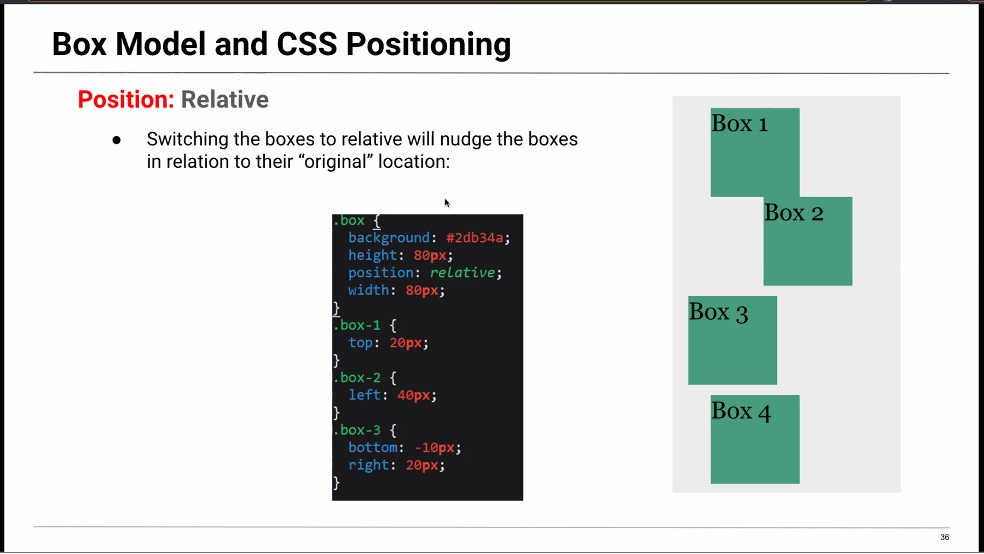 Box Model and CSS Positioning
Position: Relative
● Switching the boxes to relative will nudge the boxes
in relation to their “original” location:
.box {
background: #2db34a;
height: 80px;
position: relative;
width: 80px;
}
.box-1 {
top: 20px;
}
.box-2 {
left: 40px;
}
.box-3 {
bottom: -10px;
right: 20px;
}
Box 1
Box 2
Box 3
Box 4
36